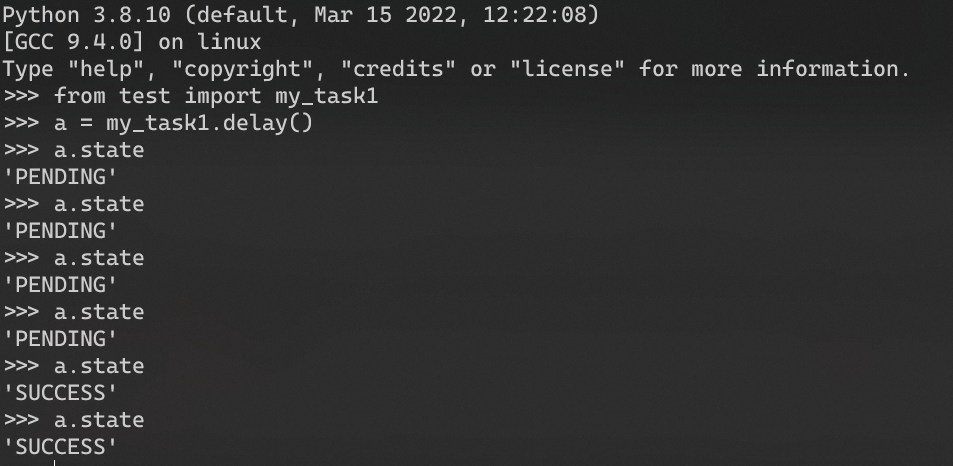 Python 3.8.10 (default, Mar 15 2022, 12:22:08)
[GCC 9.4.0] on linux
Type "help", "copyright", "credits" or "license" for more information.
>>> from test import my_task1
>>> a = my_task1.delay()
>>> a.state
'PENDING'
>>> a.state
'PENDING'
>>> a.state
'PENDING'
>>> a.state
'PENDING'
>>> a.state
'SUCCESS'
>>> a.state
'SUCCESS'